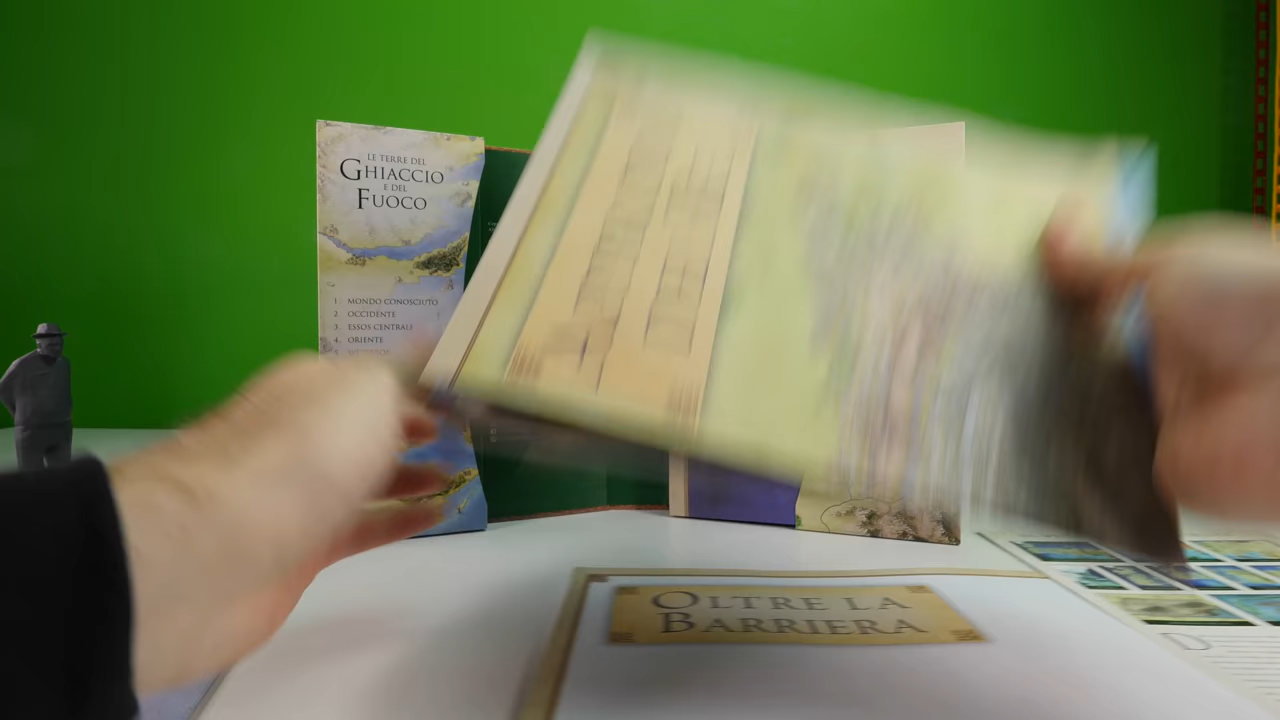 LE TERRE DEL
GHIACCIO
E DEL
FUOCO
1. MONDO CONOSCIUTO
2. OCCIDENTE
3. ESSOS CENTRALE
4. ORIENTE
OLTRE LA
BARRIERA